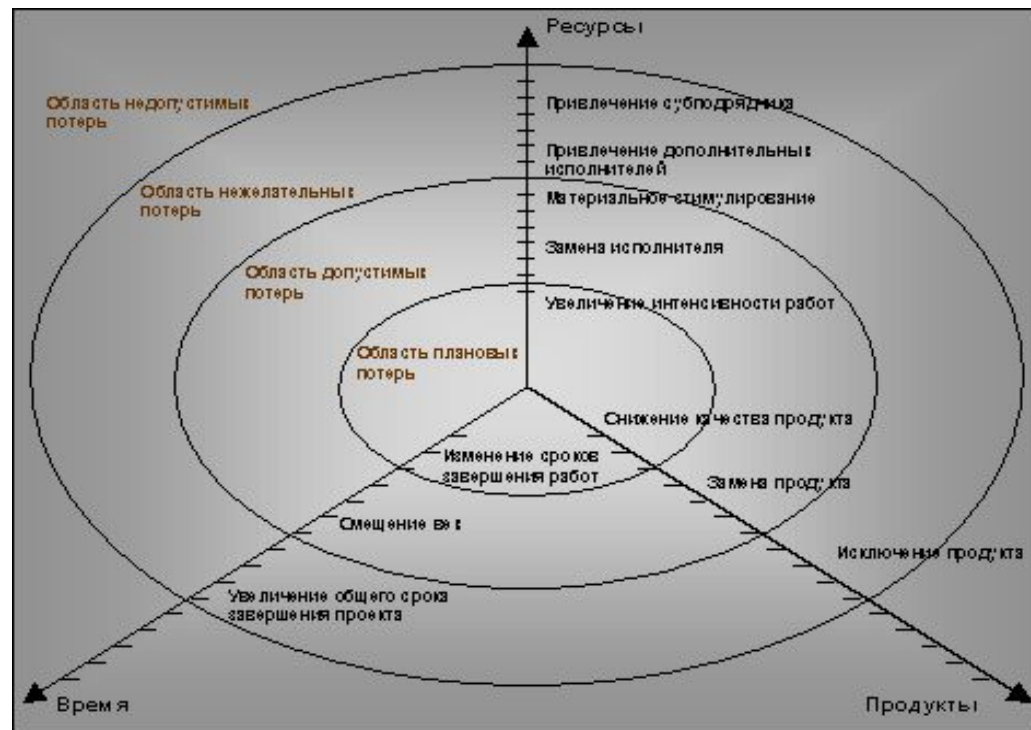 Ресурсы
Область недопустимых
потерь
Привлечение субподрядчика
Привлечение дополнительных
исполнителей
Область нежелательных
потерь
Материальное стимулирование
Замена исполнителя
Область допустимых
потерь
Увеличение интенсивности работ
Область плановых
потерь
Снижение качества продукта
Изменение сроков
завершения работ
Замена продукта
Смещение вех
Исключение продукта
Увеличение общего срока
завершения проекта
Время
Продукты